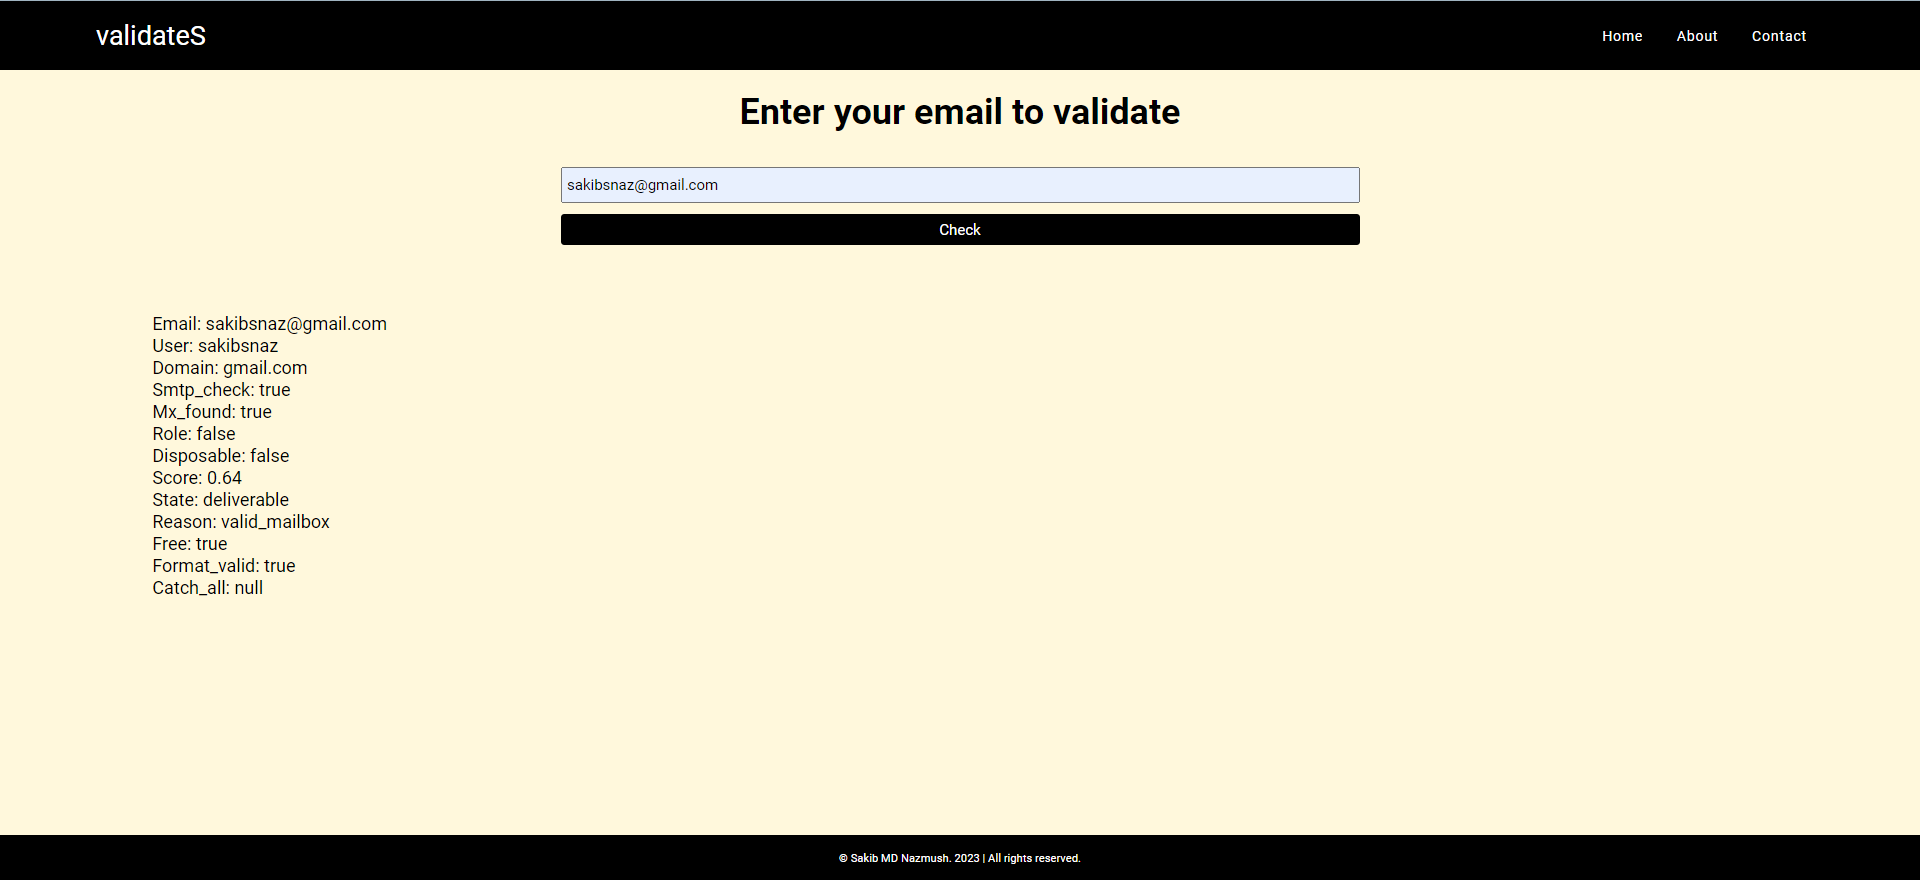 validateS
Home About Contact
Enter your email to validate
sakibsnaz@gmail.com
Check
Email: sakibsnaz@gmail.com
User: sakibsnaz
Domain: gmail.com
Smtp_check: true
Mx_found: true
Role: false
Disposable: false
Score: 0.64
State: deliverable
Reason: valid_mailbox
Free: true
Format_valid: true
Catch_all: null
© Sakib MD Nazmush. 2023 | All rights reserved.